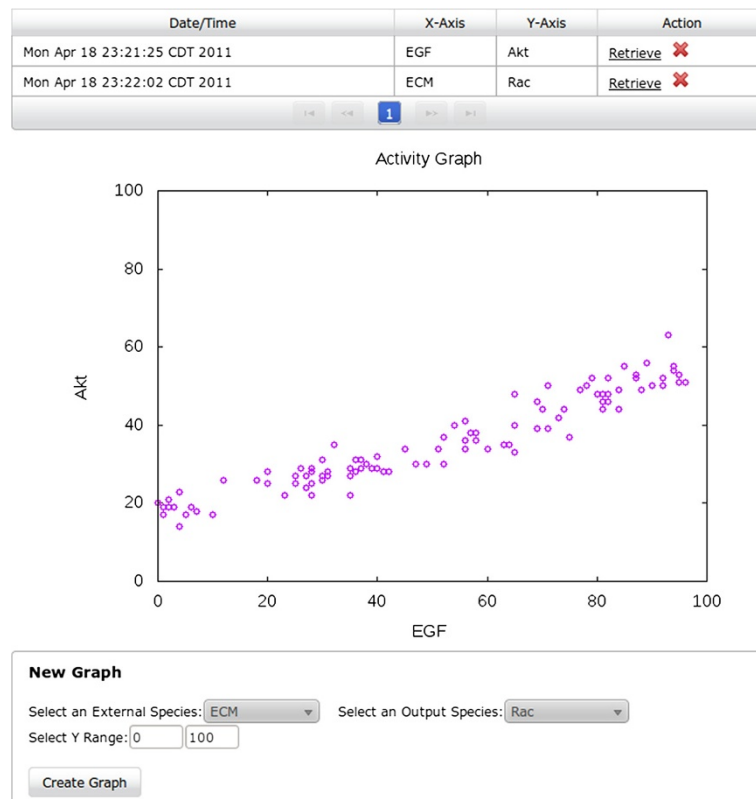 Date/Time X-Axis Y-Axis Action
Mon Apr 18 23:21:25 CDT 2011 EGF Akt Retrieve
Mon Apr 18 23:22:02 CDT 2011 ECM Rac Retrieve
1
Activity Graph
100
80
60
40
20
0
Akt
0 20 40 60 80 100
EGF
New Graph
Select an External Species: ECM Select an Output Species: Rac
Select Y Range: 0 100
Create Graph